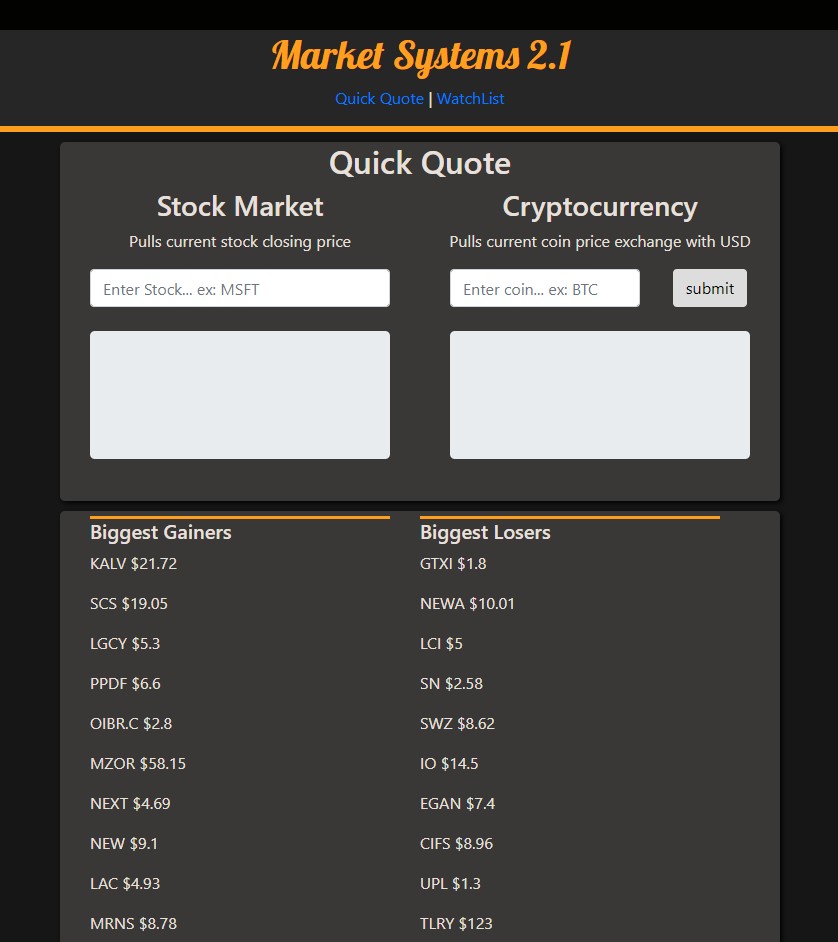 Market Systems 2.1
Quick Quote | WatchList
Quick Quote
Stock Market
Pulls current stock closing price
Enter Stock... ex: MSFT
Cryptocurrency
Pulls current coin price exchange with USD
Enter coin... ex: BTC
submit
Biggest Gainers
KALV $21.72
SCS $19.05
LGCY $5.3
PPDF $6.6
OIBR.C $2.8
MZOR $58.15
NEXT $4.69
NEW $9.1
LAC $4.93
MRNS $8.78
Biggest Losers
GTXI $1.8
NEWA $10.01
LCI $5
SN $2.58
SWZ $8.62
IO $14.5
EGAN $7.4
CIFS $8.96
UPL $1.3
TLRY $123